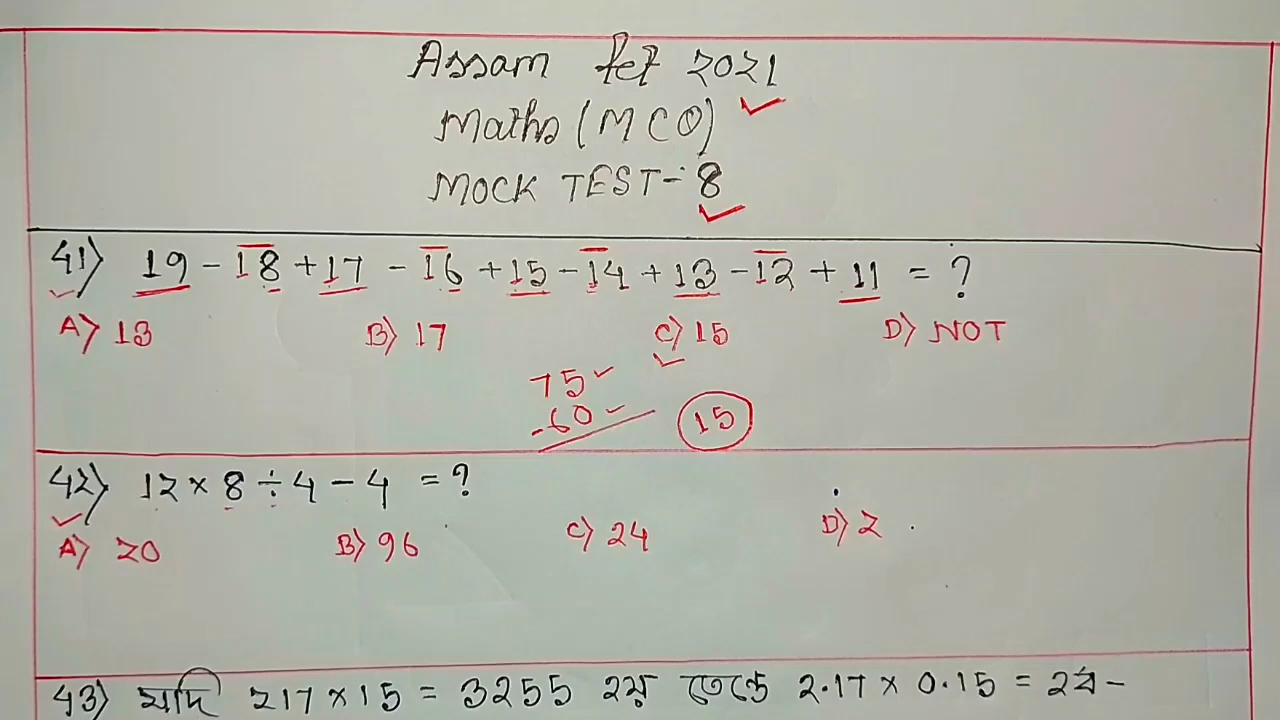 Assam Tet 2021
Maths (MCQ)
MOCK TEST-8
41) 19 - 18 + 17 - 16 + 15 - 14 + 13 - 12 + 11 = ?
A) 13 B) 17 C) 15 D) NOT
75
-60 15
42) 12 × 8 ÷ 4 - 4 = ?
A) 20 B) 96 C) 24 D) 2
43) যদি 217 × 15 = 3255 হয় তেন্তে 2.17 × 0.15 = হব -